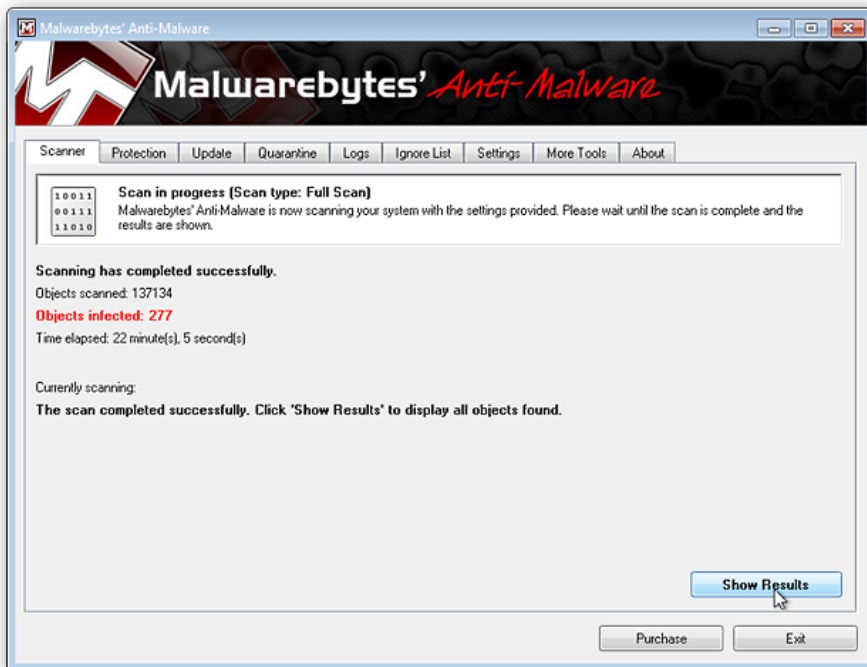 Malwarebytes' Anti-Malware
Malwarebytes' Anti-Malware
Scanner Protection Update Quarantine Logs Ignore List Settings More Tools About
10011
00111
11010
Scan in progress (Scan type: Full Scan)
Malwarebytes' Anti-Malware is now scanning your system with the settings provided. Please wait until the scan is complete and the
results are shown.
Scanning has completed successfully.
Objects scanned: 137134
Objects infected: 277
Time elapsed: 22 minute(s), 5 second(s)
Currently scanning:
The scan completed successfully. Click 'Show Results' to display all objects found.
Show Results
Purchase Exit